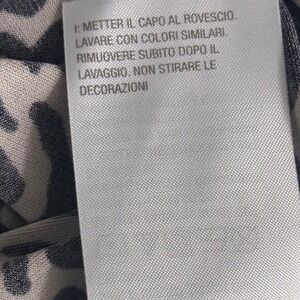 I: METTER IL CAPO AL ROVESCIO.
LAVARE CON COLORI SIMILARI.
RIMUOVERE SUBITO DOPO IL
LAVAGGIO. NON STIRARE LE
DECORAZIONI